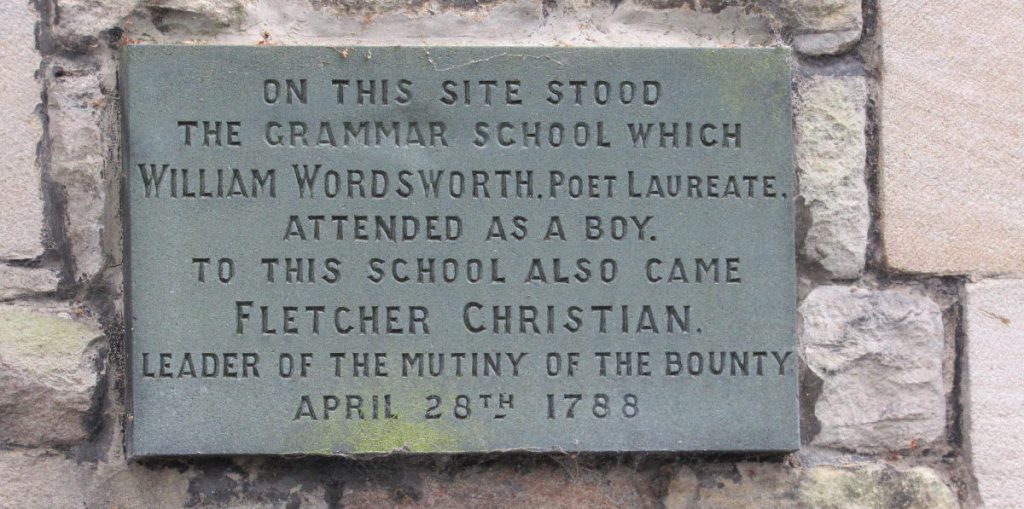 ON THIS SITE STOOD
THE GRAMMAR SCHOOL WHICH
WILLIAM WORDSWORTH, POET LAUREATE,
ATTENDED AS A BOY.
TO THIS SCHOOL ALSO CAME
FLETCHER CHRISTIAN.
LEADER OF THE MUTINY OF THE BOUNTY
APRIL 28TH 1788